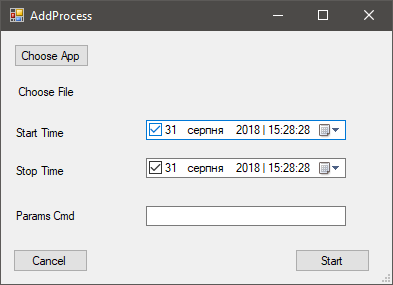 AddProcess
Choose App
Choose File
Start Time 31 серпня 2018 | 15:28:28
Stop Time 31 серпня 2018 | 15:28:28
Params Cmd
Cancel Start